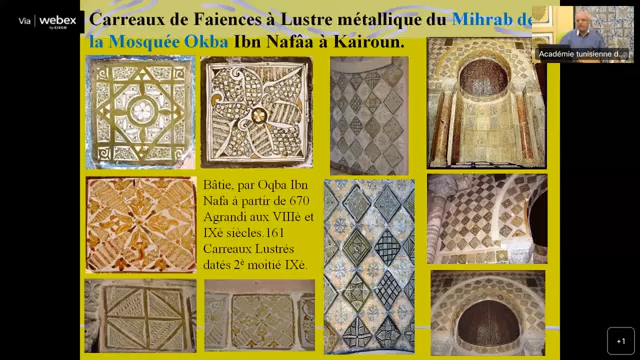 Via webex
by CISCO
Carreaux de Faiences à Lustre métallique du Mihrab de
la Mosquée Okba Ibn Nafâa à Kairoun.
Académie tunisienne d...
Bâtie, par Oqba Ibn
Nafa à partir de 670
Agrandi aux VIIIè et
IXè siècles.161
Carreaux Lustrés
datés 2è moitié IXè.
+1